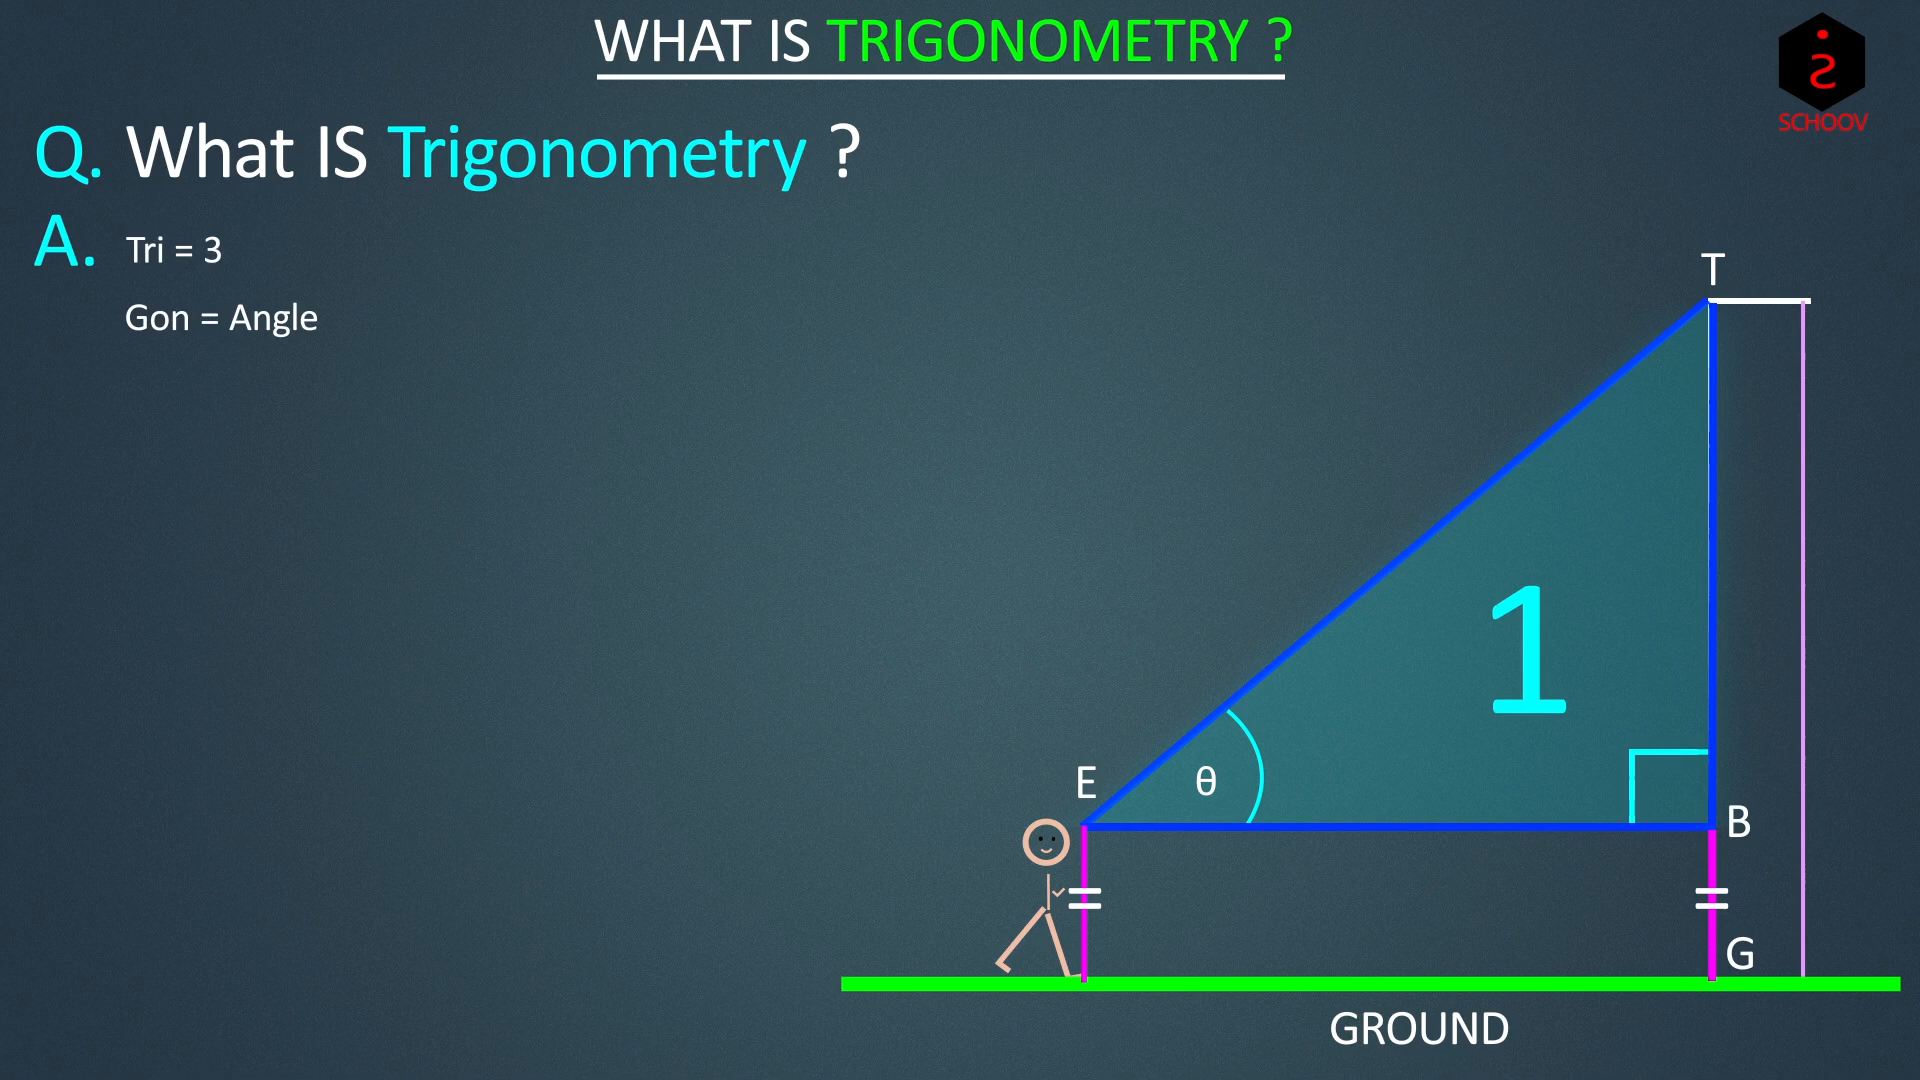 WHAT IS TRIGONOMETRY ?
SCHOOV
Q. What IS Trigonometry ?
A. Tri = 3
Gon = Angle
T
1
E
θ
B
G
GROUND